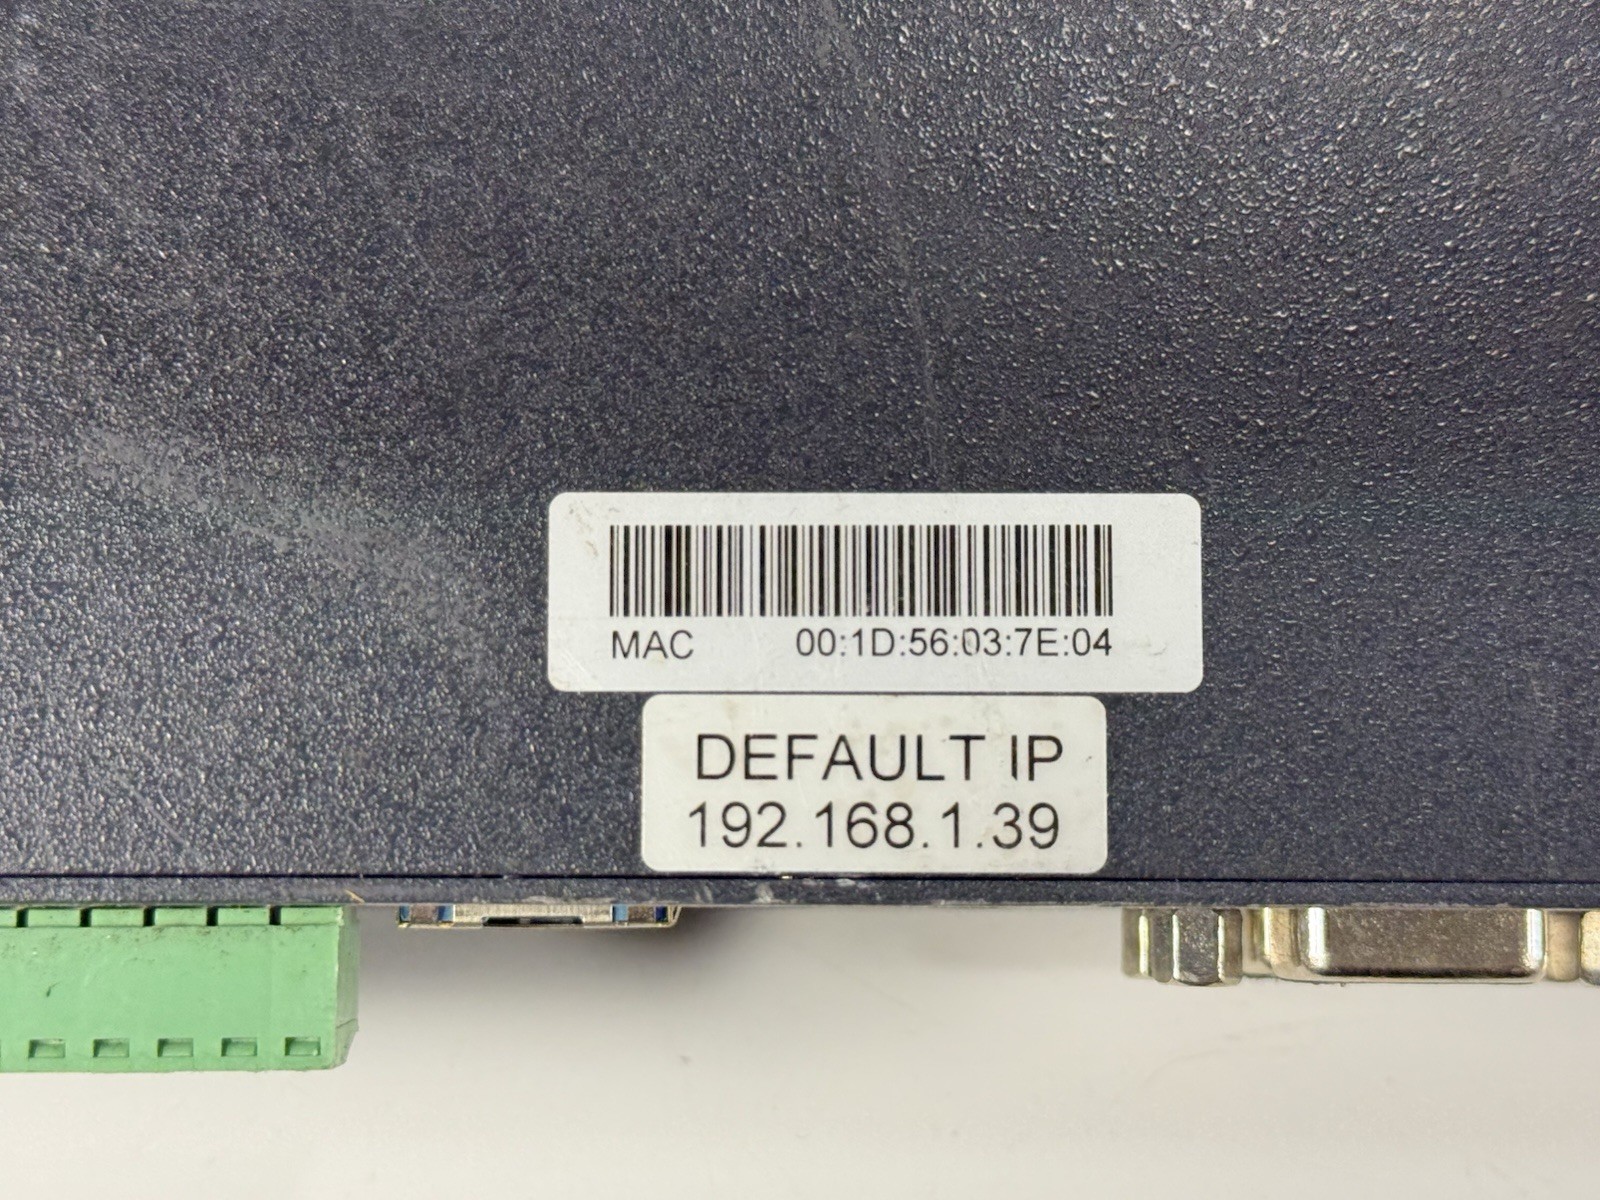 MAC 00:1D:56:03:7E:04
DEFAULT IP
192.168.1.39